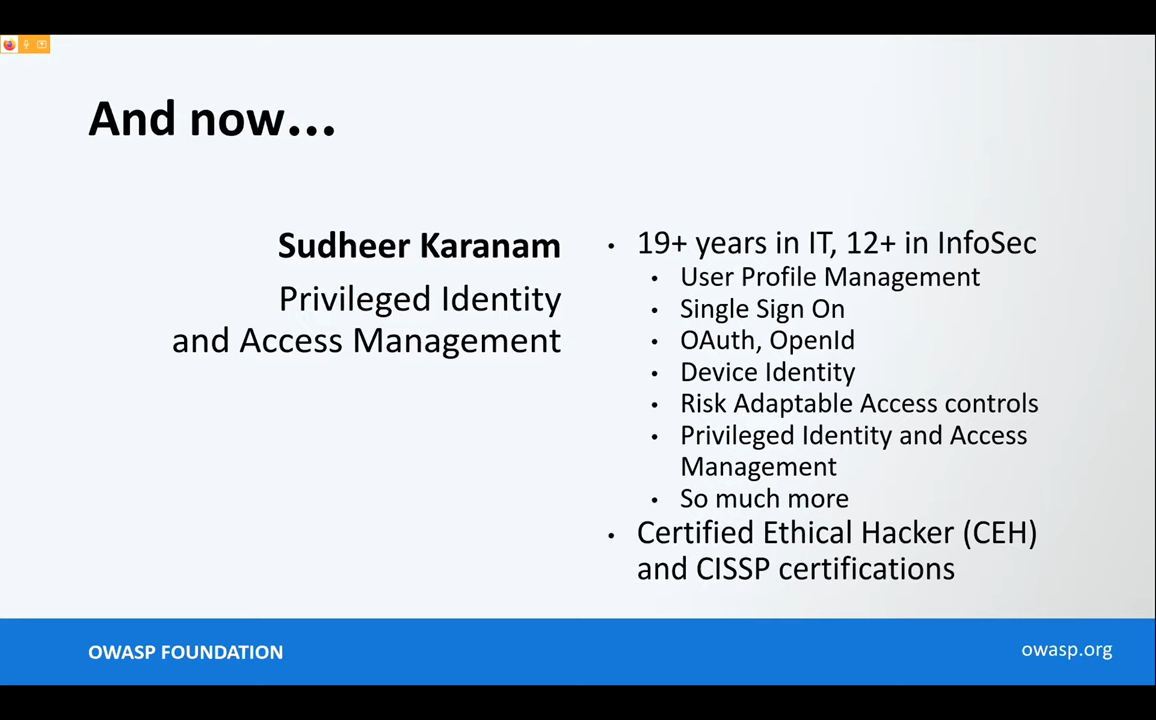 And now...
Sudheer Karanam
Privileged Identity
and Access Management
• 19+ years in IT, 12+ in InfoSec
• User Profile Management
• Single Sign On
• OAuth, OpenId
• Device Identity
• Risk Adaptable Access controls
• Privileged Identity and Access
Management
• So much more
• Certified Ethical Hacker (CEH)
and CISSP certifications
OWASP FOUNDATION
owasp.org